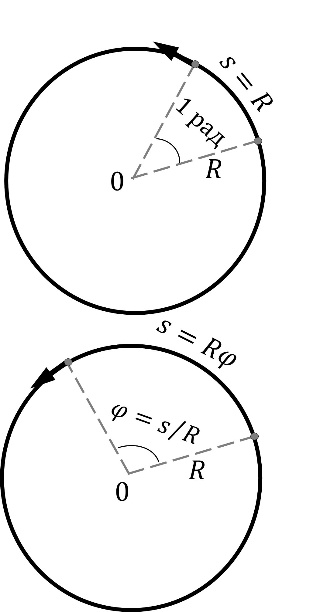 s = R
1 рад
R
0
s = Rφ
φ = s/R
R
0